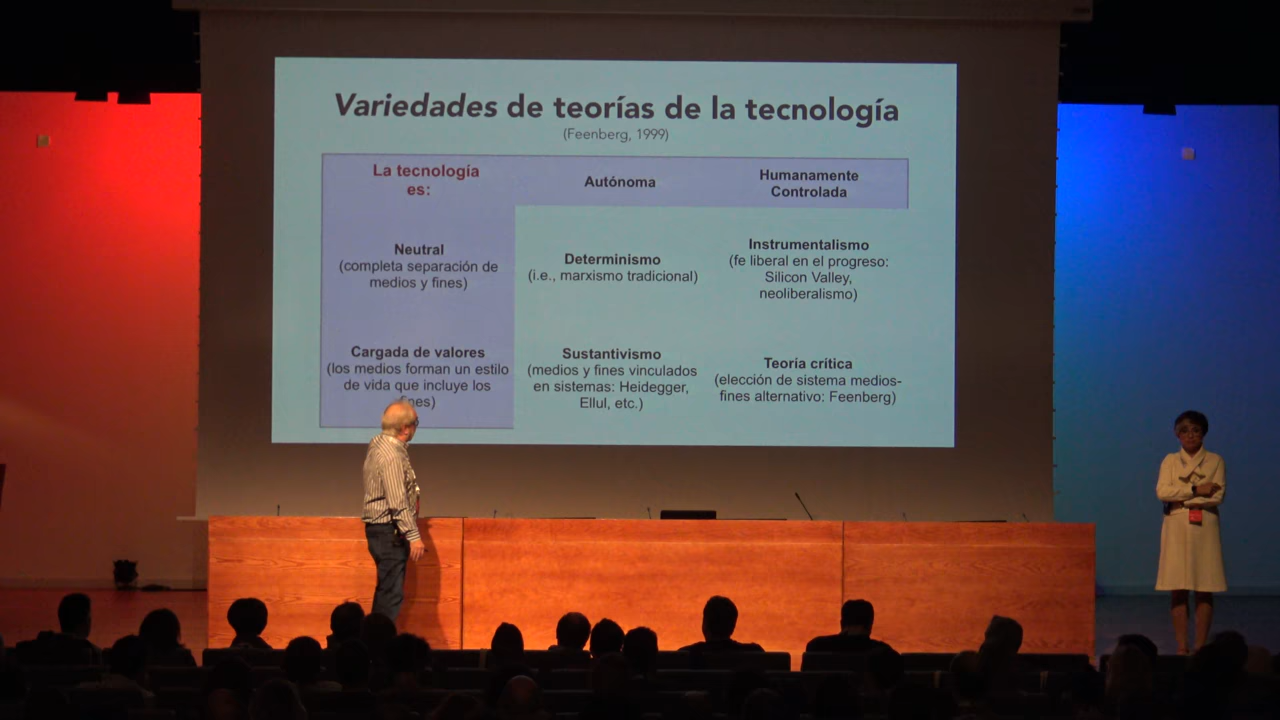 Variedades de teorías de la tecnología
(Feenberg, 1999)
La tecnología
es:
Autónoma
Humanamente
Controlada
Neutral
(completa separación de
medios y fines)
Determinismo
(i.e., marxismo tradicional)
Instrumentalismo
(fe liberal en el progreso:
Silicon Valley,
neoliberalismo)
Cargada de valores
(los medios forman un estilo
de vida que incluye los
Sustantivismo
(medios y fines vinculados
en sistemas: Heidegger,
Ellul, etc.)
Teoria crítica
(elección de sistema medios-
fines alternativo: Feenberg)